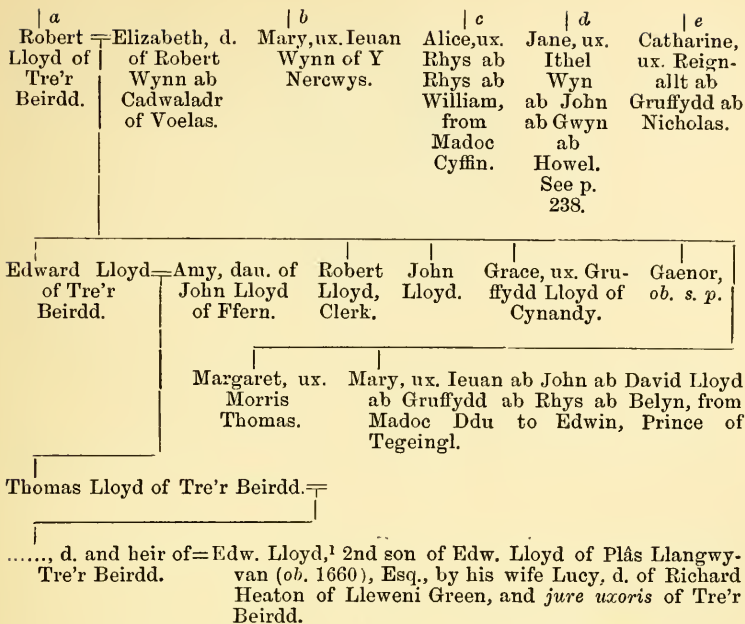 a
Robert
Lloyd of
Tre'r
Beirdd.
Elizabeth, d.
of Robert
Wynn ab
Cadwaladr
of Voelas.
b
Mary, ux. Ieuan
Wynn of Y
Nercwys.
c
Alice, ux.
Rhys ab
Rhys ab
William,
from
Madoc
Cyffin.
d
Jane, ux.
Ithel
Wyn
ab John
ab Gwyn
ab
Howel.
See p.
238.
e
Catharine,
ux. Reign-
allt ab
Gruffydd ab
Nicholas.
Edward Lloyd
of Tre'r
Beirdd.
Amy, dau. of
John Lloyd
of Ffern.
Robert
Lloyd,
Clerk.
John
Lloyd.
Grace, ux. Gru-
ffydd Lloyd of
Cynandy.
Gaenor,
ob. s. p.
Margaret, ux.
Morris
Thomas.
Mary, ux. Ieuan ab John ab David Lloyd
ab Gruffydd ab Rhys ab Belyn, from
Madoc Ddu to Edwin, Prince of
Tegeingl.
Thomas Lloyd of Tre'r Beirdd.
......, d. and heir of
Tre'r Beirdd.
=Edw. Lloyd,¹ 2nd son of Edw. Lloyd of Plâs Llangwy-
van (ob. 1660), Esq., by his wife Lucy, d. of Richard
Heaton of Lleweni Green, and jure uxoris of Tre'r
Beirdd.